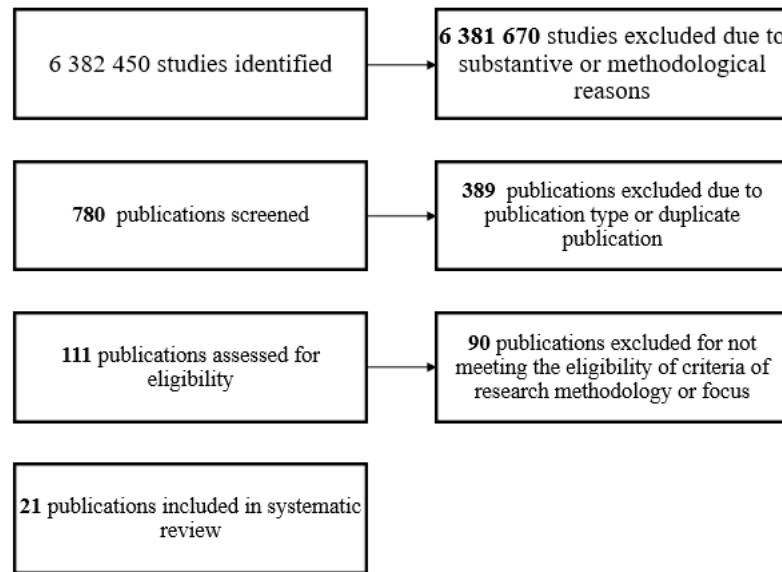 6 382 450 studies identified
6 381 670 studies excluded due to
substantive or methodological
reasons
780 publications screened
389 publications excluded due to
publication type or duplicate
publication
111 publications assessed for
eligibility
90 publications excluded for not
meeting the eligibility of criteria of
research methodology or focus
21 publications included in systematic
review